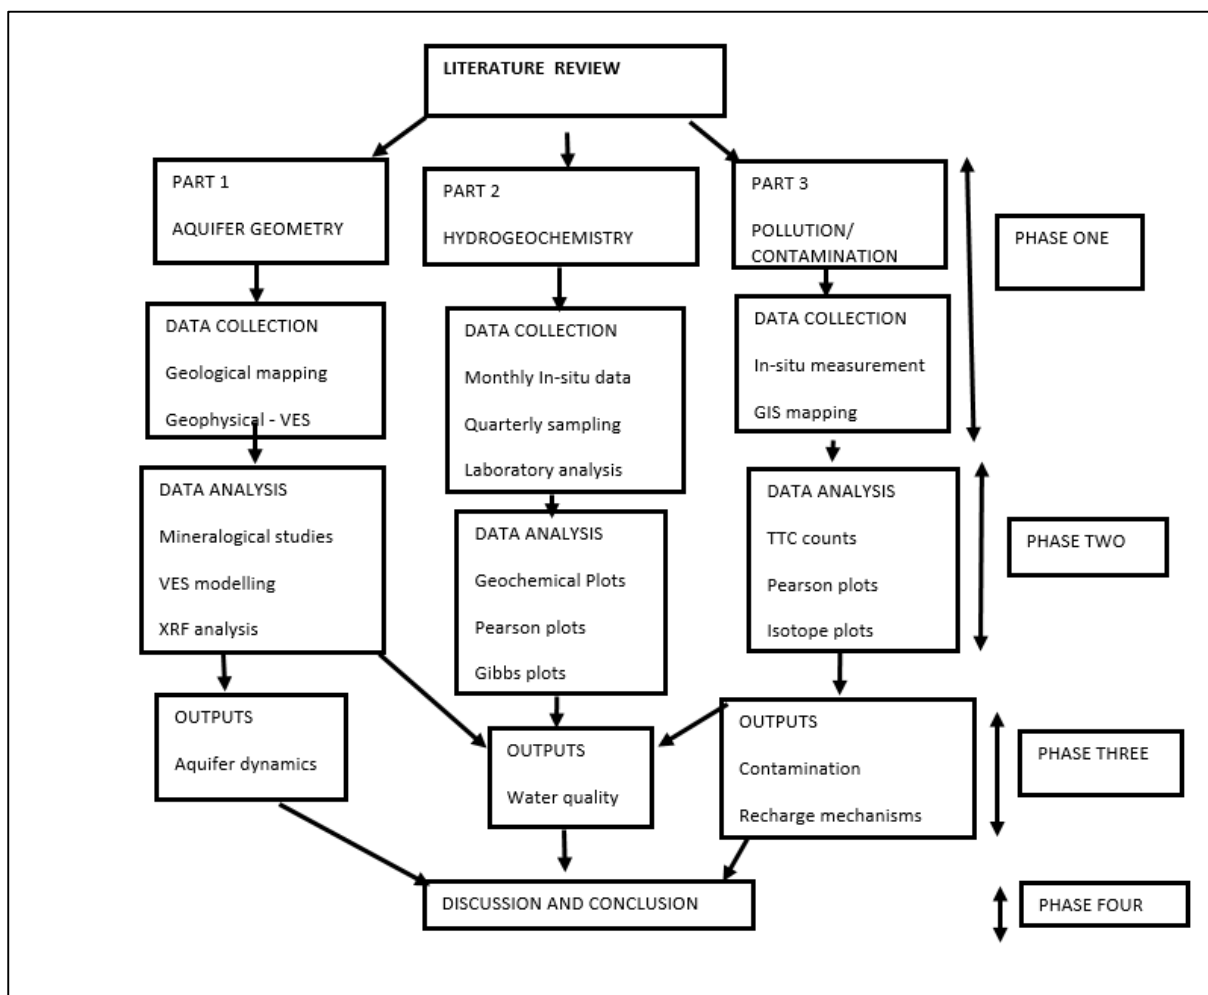 LITERATURE REVIEW
PART 1
AQUIFER GEOMETRY
PART 2
HYDROGEOCHEMISTRY
PART 3
POLLUTION/
CONTAMINATION
PHASE ONE
DATA COLLECTION
Geological mapping
Geophysical - VES
DATA COLLECTION
Monthly In-situ data
Quarterly sampling
Laboratory analysis
DATA COLLECTION
In-situ measurement
GIS mapping
DATA ANALYSIS
Mineralogical studies
VES modelling
XRF analysis
DATA ANALYSIS
Geochemical Plots
Pearson plots
Gibbs plots
DATA ANALYSIS
TTC counts
Pearson plots
Isotope plots
PHASE TWO
OUTPUTS
Aquifer dynamics
OUTPUTS
Water quality
OUTPUTS
Contamination
Recharge mechanisms
PHASE THREE
DISCUSSION AND CONCLUSION
PHASE FOUR